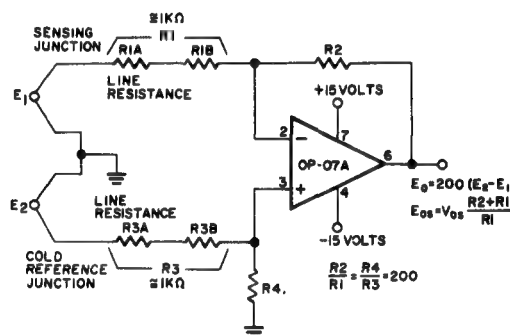 ≅1KΩ
R1
SENSING
JUNCTION
R1A
R1B
R2
LINE
RESISTANCE
E1
+15 VOLTS
7
2
−
OP-07A
6
3
+
4
E0=200 (E2-E1
E0S=V0S R2+R1
R1
−15 VOLTS
E2
LINE
RESISTANCE
R3A
R3B
COLD
REFERENCE
JUNCTION
R3
≅1KΩ
R4.
R2/R1 = R4/R3 = 200